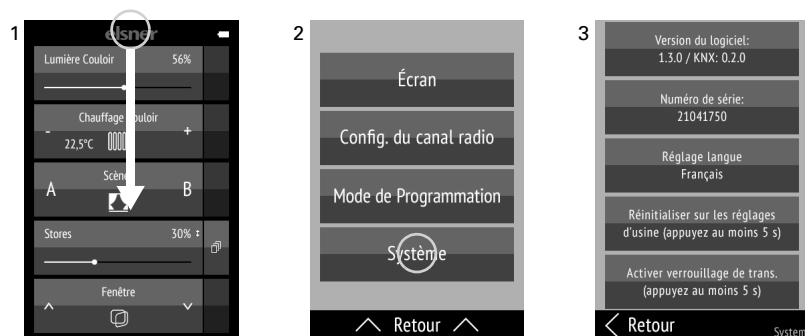 1
elsner
Lumière Couloir 56%
Chauffage Couloir
- 22,5°C +
Scène
A B
Stores 30%
Fenêtre
2
Écran
Config. du canal radio
Mode de Programmation
Système
Retour
3
Version du logiciel:
1.3.0 / KNX: 0.2.0
Numéro de série:
21041750
Réglage langue
Français
Réinitialiser sur les réglages
d'usine (appuyez au moins 5 s)
Activer verrouillage de trans.
(appuyez au moins 5 s)
Retour
System